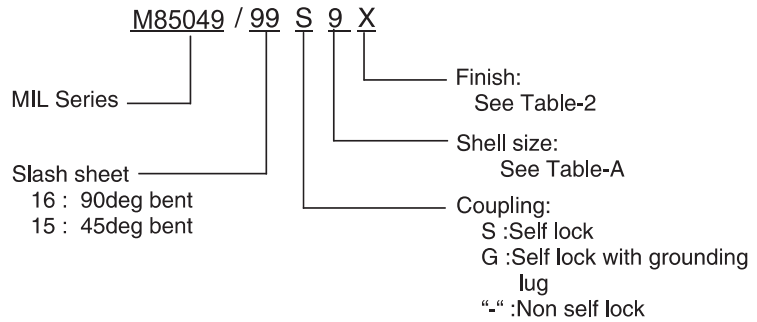 M85049 / 99 S 9 X
Finish:
See Table-2
MIL Series
Shell size:
See Table-A
Slash sheet
16 : 90deg bent
15 : 45deg bent
Coupling:
S :Self lock
G :Self lock with grounding
lug
“-“ :Non self lock